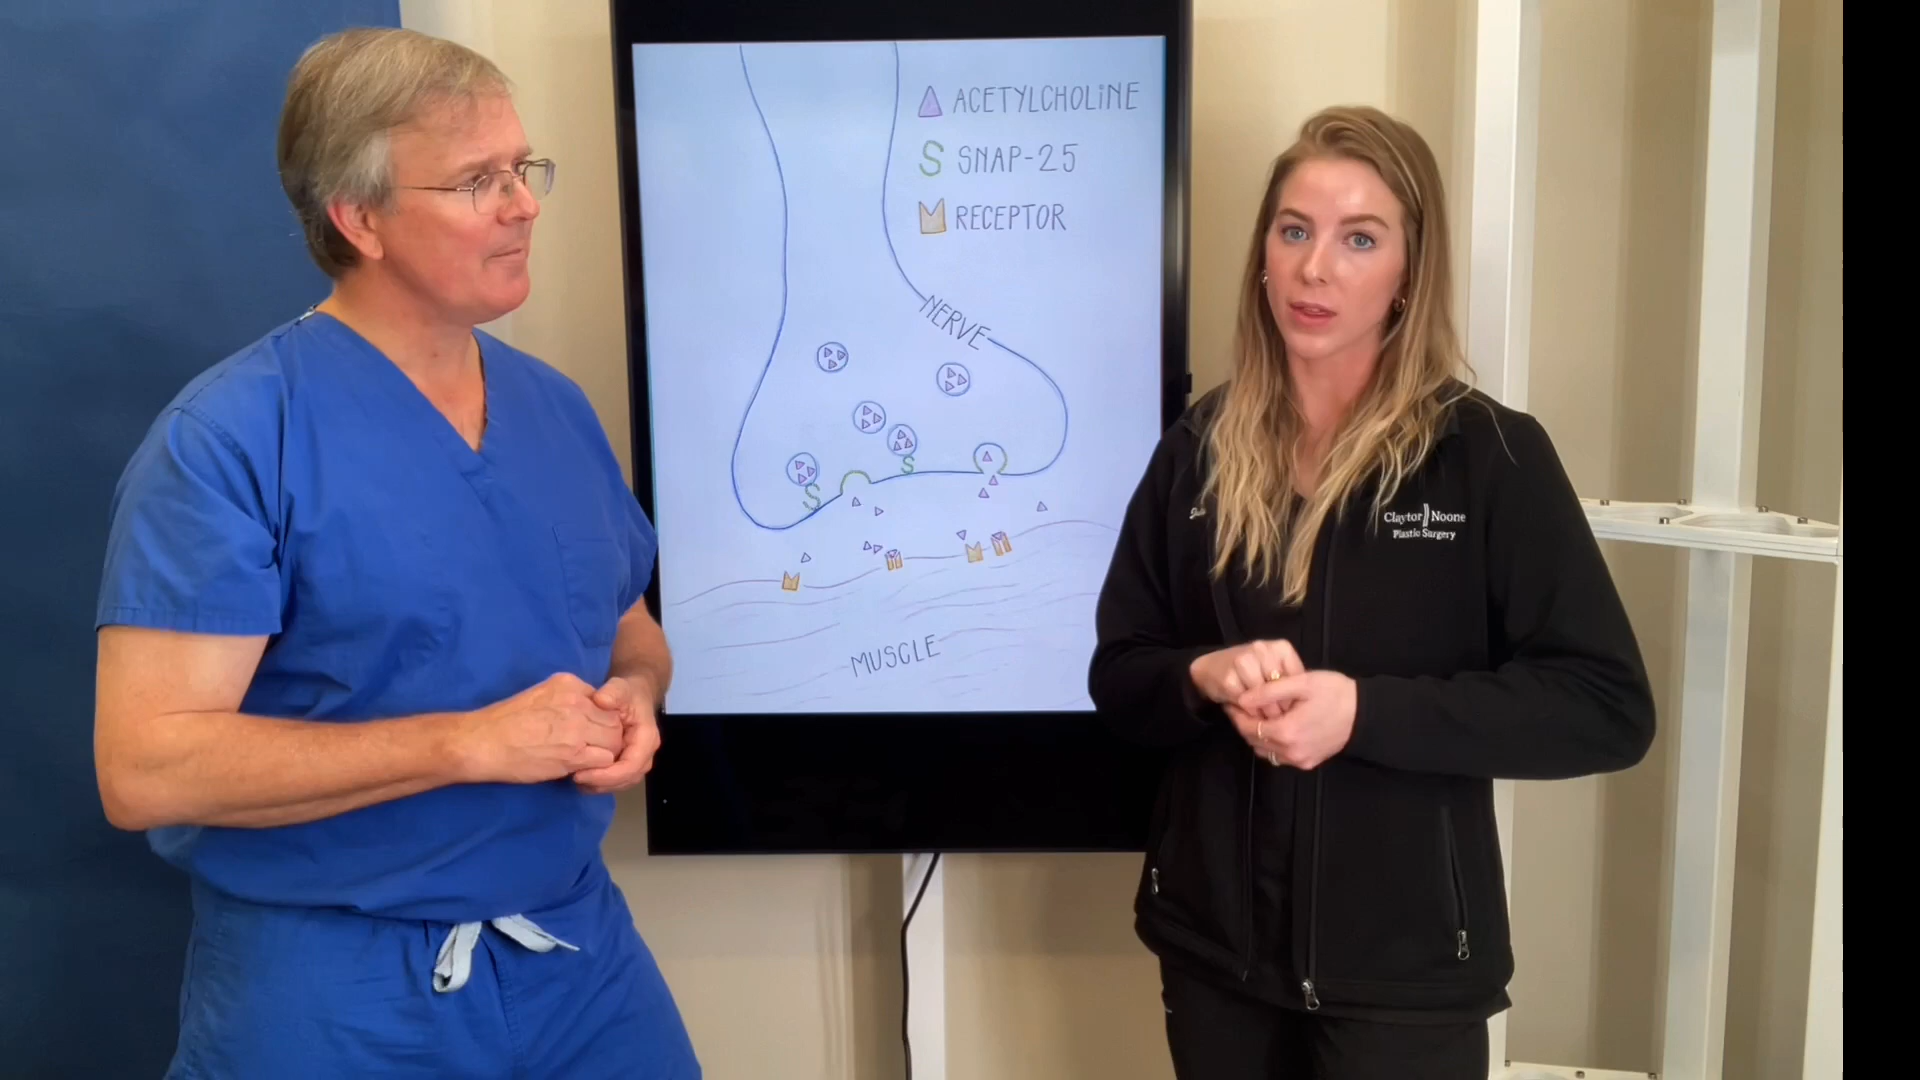 ACETYLCHOLINE
S SNAP-25
RECEPTOR
NERVE
S
S
MUSCLE
Claytor Noone
Plastic Surgery